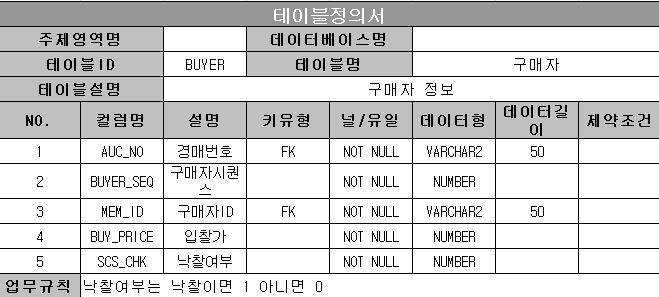 테이블정의서
주제영역명 데이터베이스명
테이블ID BUYER 테이블명 구매자
테이블설명 구매자 정보
NO. 컬럼명 설명 키유형 널/유일 데이터형 데이터길이 제약조건
1 AUC_NO 경매번호 FK NOT NULL VARCHAR2 50
2 BUYER_SEQ 구매자시퀀스 NOT NULL NUMBER
3 MEM_ID 구매자ID FK NOT NULL VARCHAR2 50
4 BUY_PRICE 입찰가 NOT NULL NUMBER
5 SCS_CHK 낙찰여부 NOT NULL NUMBER
업무규칙 낙찰여부는 낙찰이면 1 아니면 0